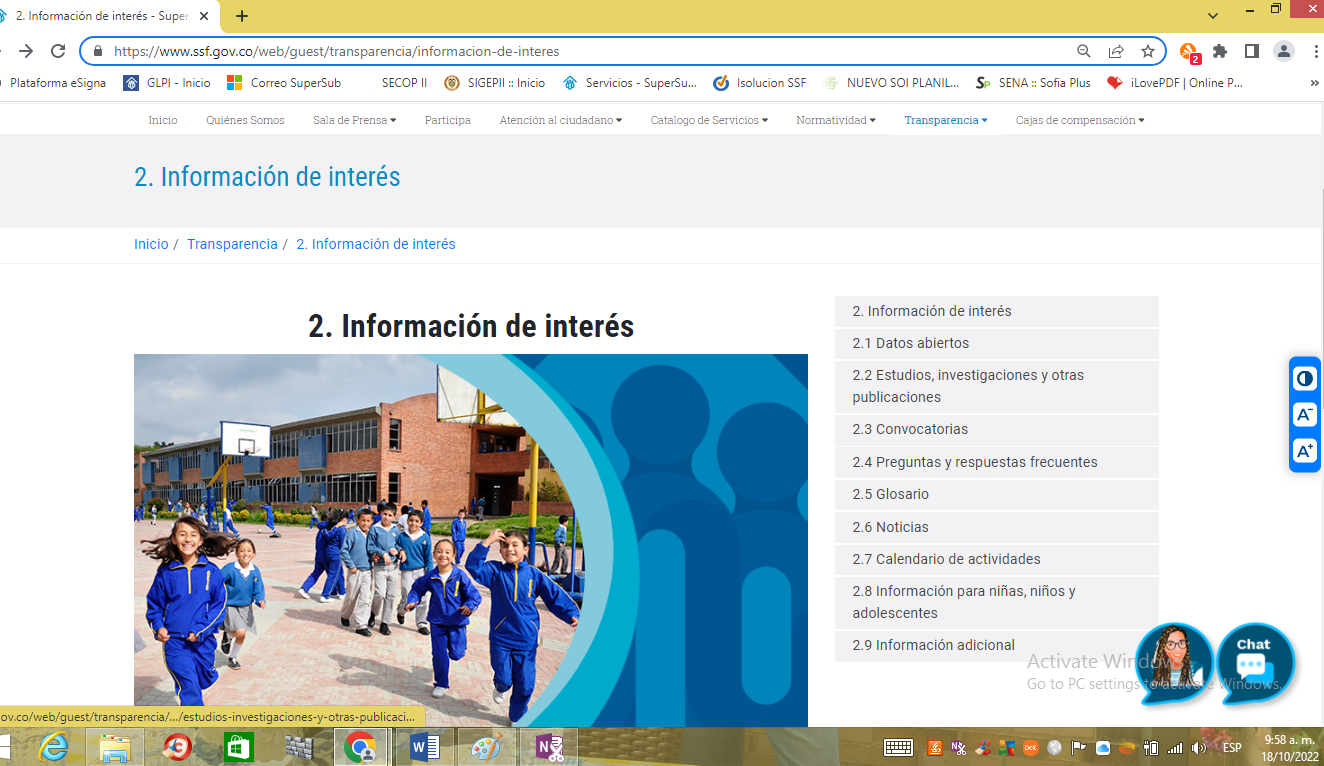 2. Información de interés - Super
https://www.ssf.gov.co/web/guest/transparencia/informacion-de-interes
2
Plataforma eSigna GLPI - Inicio Correo SuperSub SECOP II SIGEPII :: Inicio Servicios - SuperSu... Isolucion SSF NUEVO SOI PLANIL... SENA :: Sofia Plus iLovePDF | Online P... »
Inicio Quiénes Somos Sala de Prensa Participa Atención al ciudadano Catalogo de Servicios Normatividad Transparencia Cajas de compensación
2. Información de interés
Inicio / Transparencia / 2. Información de interés
2. Información de interés
2. Información de interés
2.1 Datos abiertos
2.2 Estudios, investigaciones y otras
publicaciones
2.3 Convocatorias
2.4 Preguntas y respuestas frecuentes
2.5 Glosario
2.6 Noticias
2.7 Calendario de actividades
2.8 Información para niñas, niños y
adolescentes
2.9 Información adicional
A-
A+
Chat
Activate Windows
Go to PC settings to activate Windows.
ov.co/web/guest/transparencia/.../estudios-investigaciones-y-otras-publicaci...
ESP
9:58 a. m.
18/10/2022